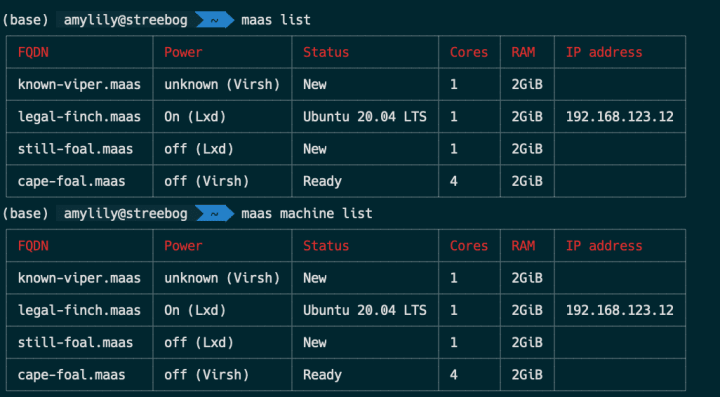 (base) amylily@streebog ~ maas list
FQDN Power Status Cores RAM IP address
known-viper.maas unknown (Virsh) New 1 2GiB
legal-finch.maas On (Lxd) Ubuntu 20.04 LTS 1 2GiB 192.168.123.12
still-foal.maas off (Lxd) New 1 2GiB
cape-foal.maas off (Virsh) Ready 4 2GiB
(base) amylily@streebog ~ maas machine list
FQDN Power Status Cores RAM IP address
known-viper.maas unknown (Virsh) New 1 2GiB
legal-finch.maas On (Lxd) Ubuntu 20.04 LTS 1 2GiB 192.168.123.12
still-foal.maas off (Lxd) New 1 2GiB
cape-foal.maas off (Virsh) Ready 4 2GiB